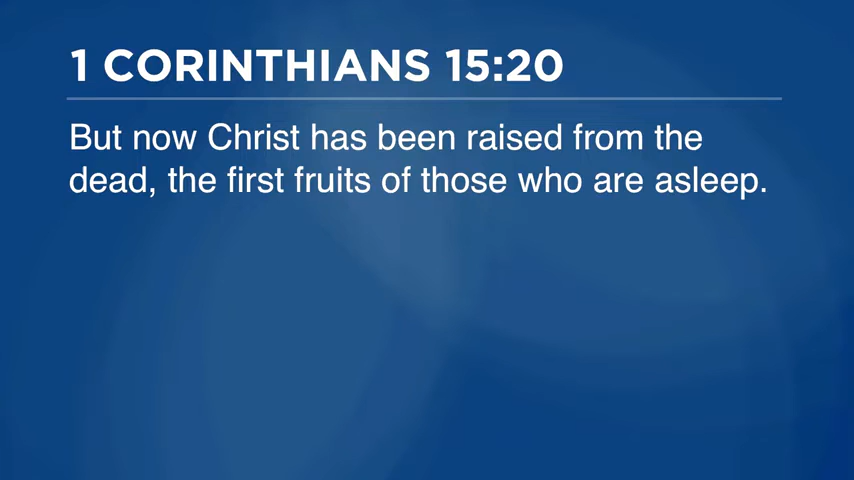 1 CORINTHIANS 15:20
But now Christ has been raised from the
dead, the first fruits of those who are asleep.